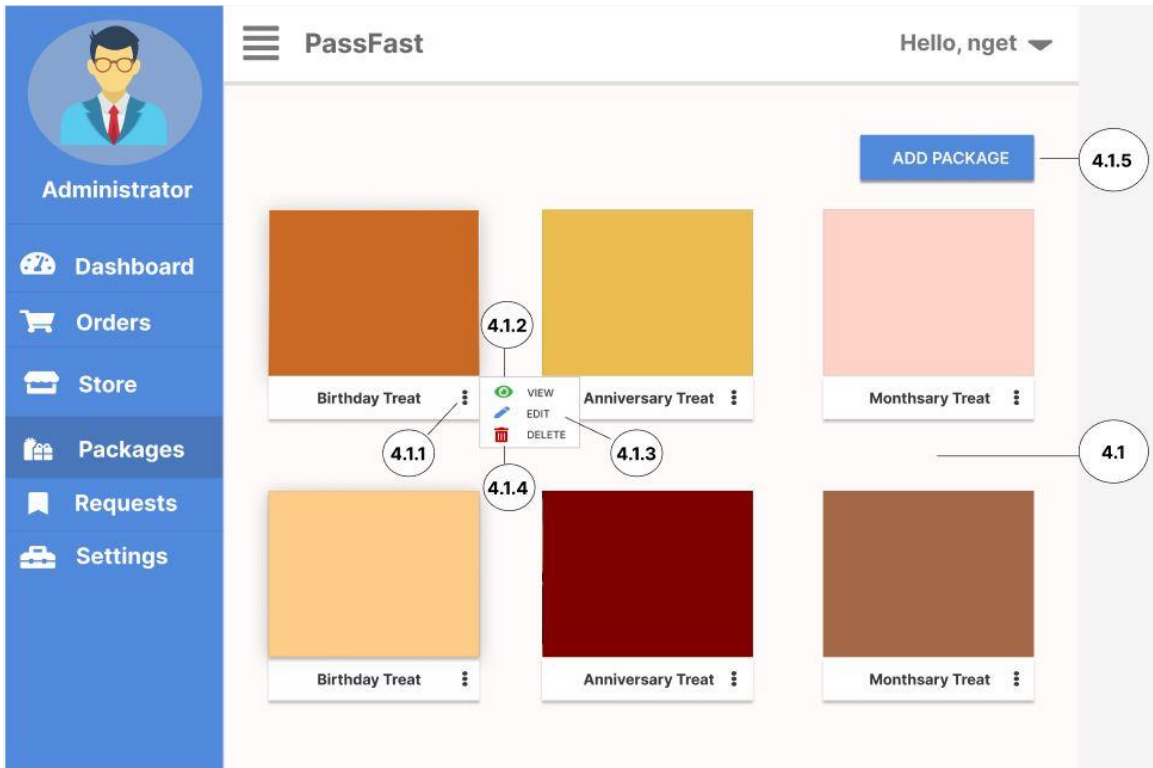 PassFast
Hello, nget
ADD PACKAGE
4.1.5
Administrator
Dashboard
Orders
Store
Packages
Requests
Settings
4.1.2
Birthday Treat
VIEW
EDIT
DELETE
Anniversary Treat
Monthsary Treat
4.1.1
4.1.3
4.1
4.1.4
Birthday Treat
Anniversary Treat
Monthsary Treat